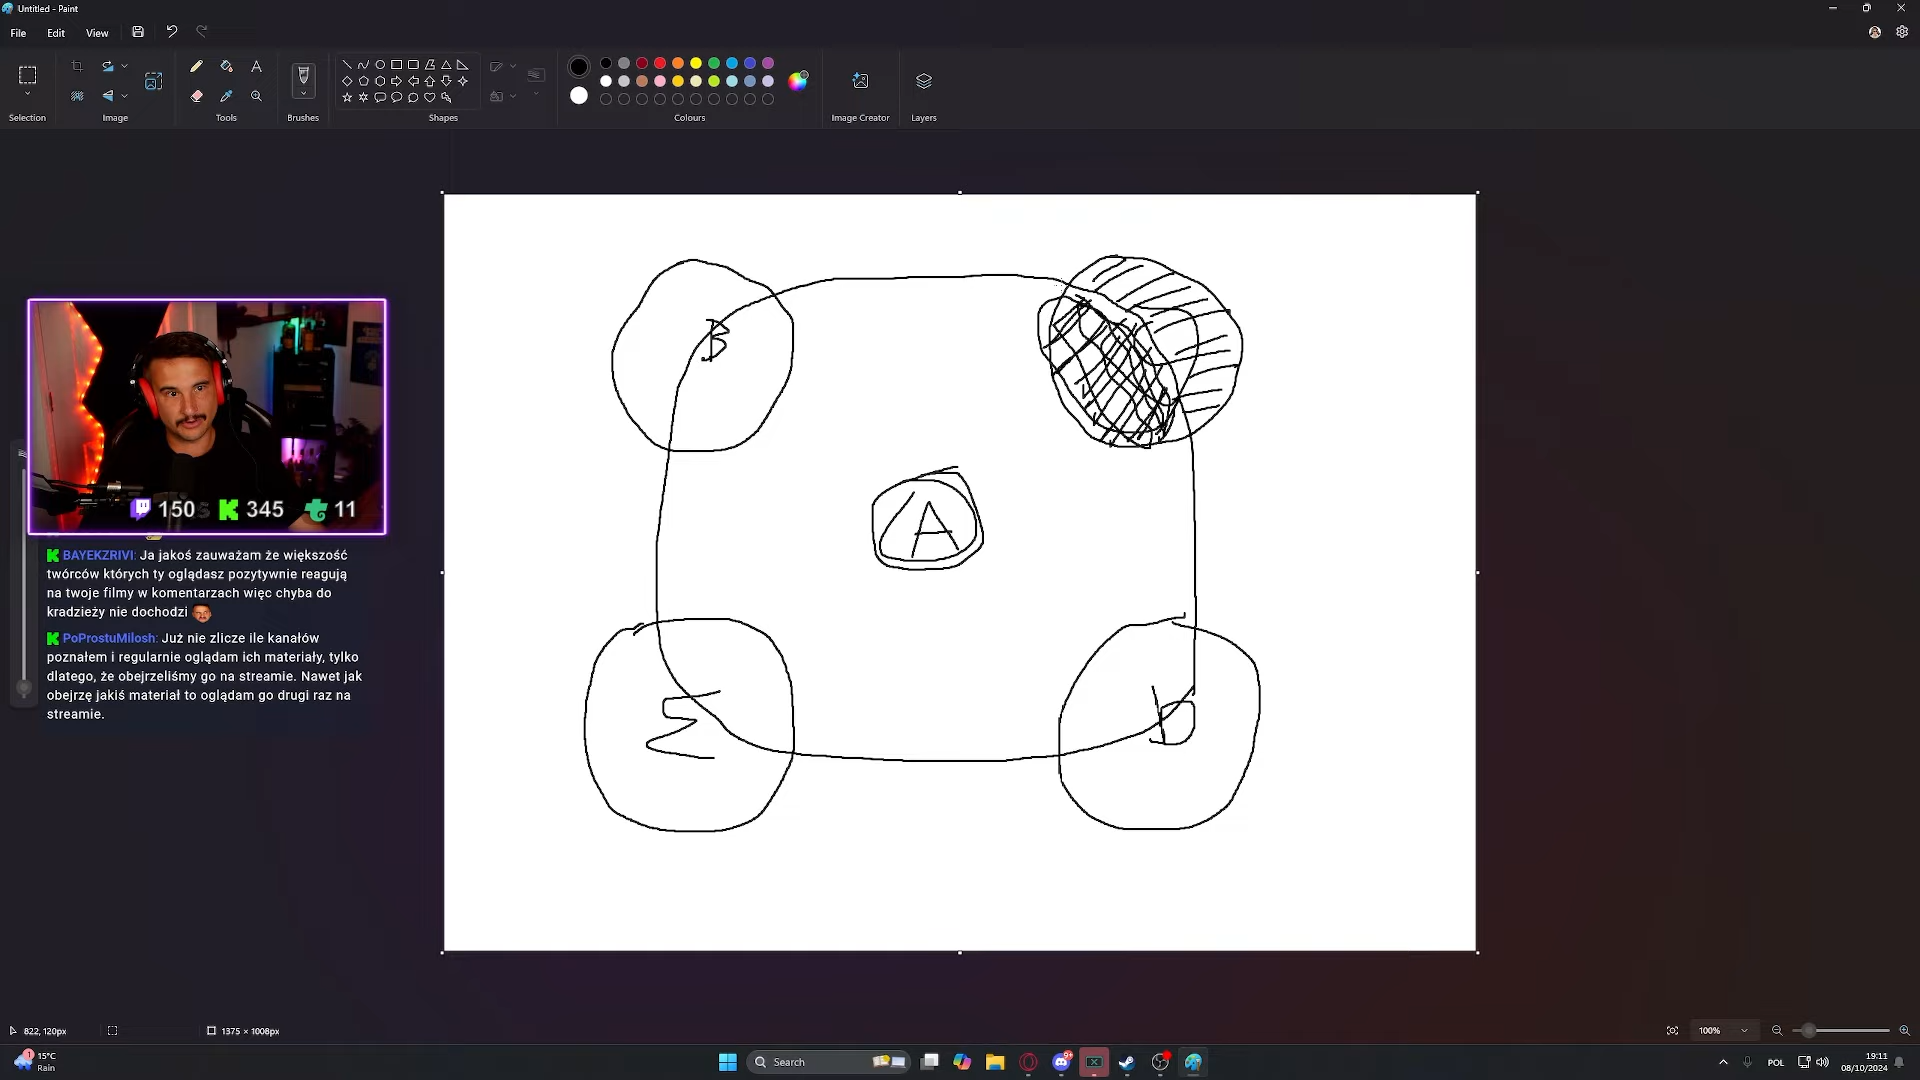 Untitled - Paint
File Edit View
Selection Image Tools Brushes Shapes Colours Image Creator Layers
B
A
D
150 345 11
BAYEKZRIVI: Ja jakoś zauważam że większość
twórców których ty oglądasz pozytywnie reagują
na twoje filmy w komentarzach więc chyba do
kradzieży nie dochodzi
PoProstuMilosh: Już nie zlicze ile kanałów
poznałem i regularnie oglądam ich materiały, tylko
dlatego, że obejrzeliśmy go na streamie. Nawet jak
obejrzę jakiś materiał to oglądam go drugi raz na
streamie.
822, 120px 1375 × 1008px 100%
1 15°C
Rain
Search
9+
POL
19:11
08/10/2024